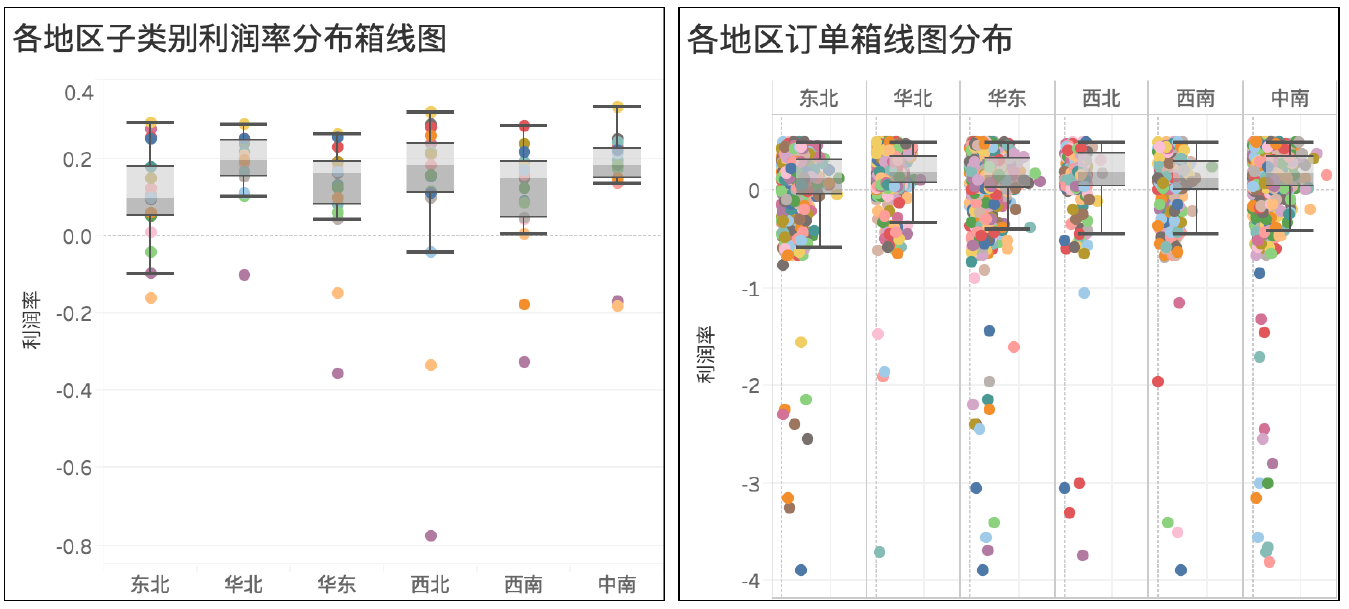 各地区子类别利润率分布箱线图
0.4
0.2
0.0
-0.2
-0.4
-0.6
-0.8
利润率
东北 华北 华东 西北 西南 中南
各地区订单箱线图分布
东北 华北 华东 西北 西南 中南
0
-1
-2
-3
-4
利润率